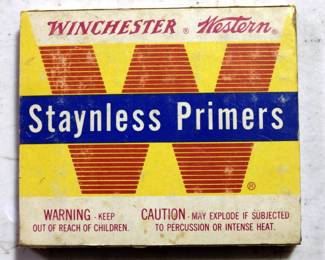 WINCHESTER ® Western®
W
Staynless Primers
®
WARNING - KEEP
OUT OF REACH OF CHILDREN.
CAUTION - MAY EXPLODE IF SUBJECTED
TO PERCUSSION OR INTENSE HEAT.